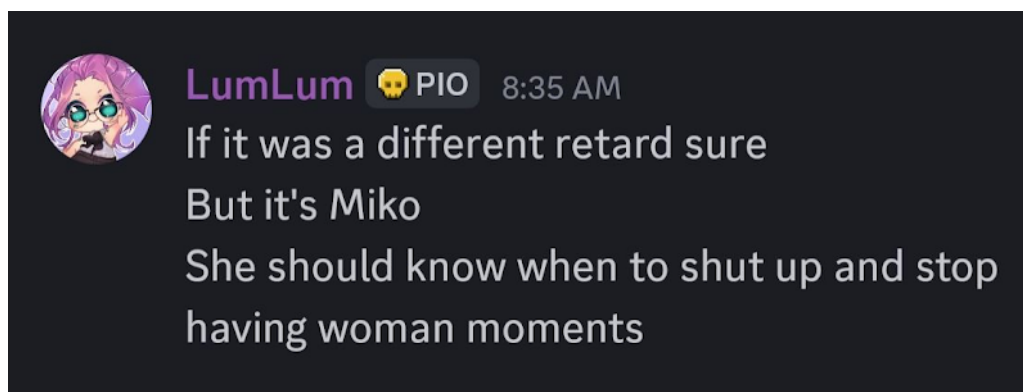 LumLum PIO 8:35 AM
If it was a different retard sure
But it's Miko
She should know when to shut up and stop
having woman moments